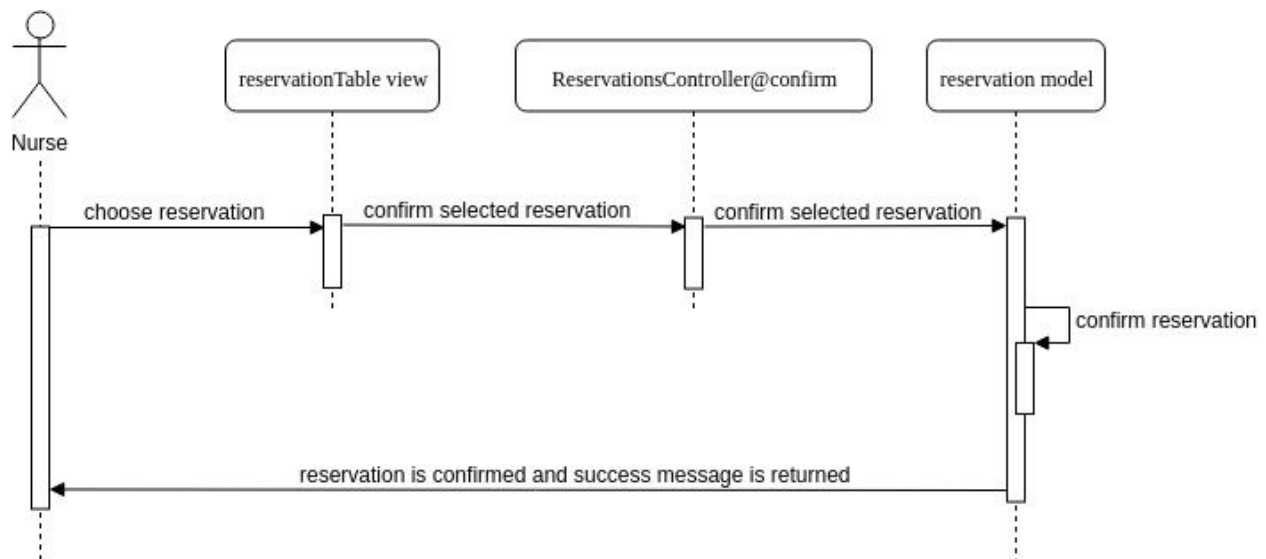 reservationTable view
ReservationsController@confirm
reservation model
Nurse
choose reservation
confirm selected reservation
confirm selected reservation
confirm reservation
reservation is confirmed and success message is returned